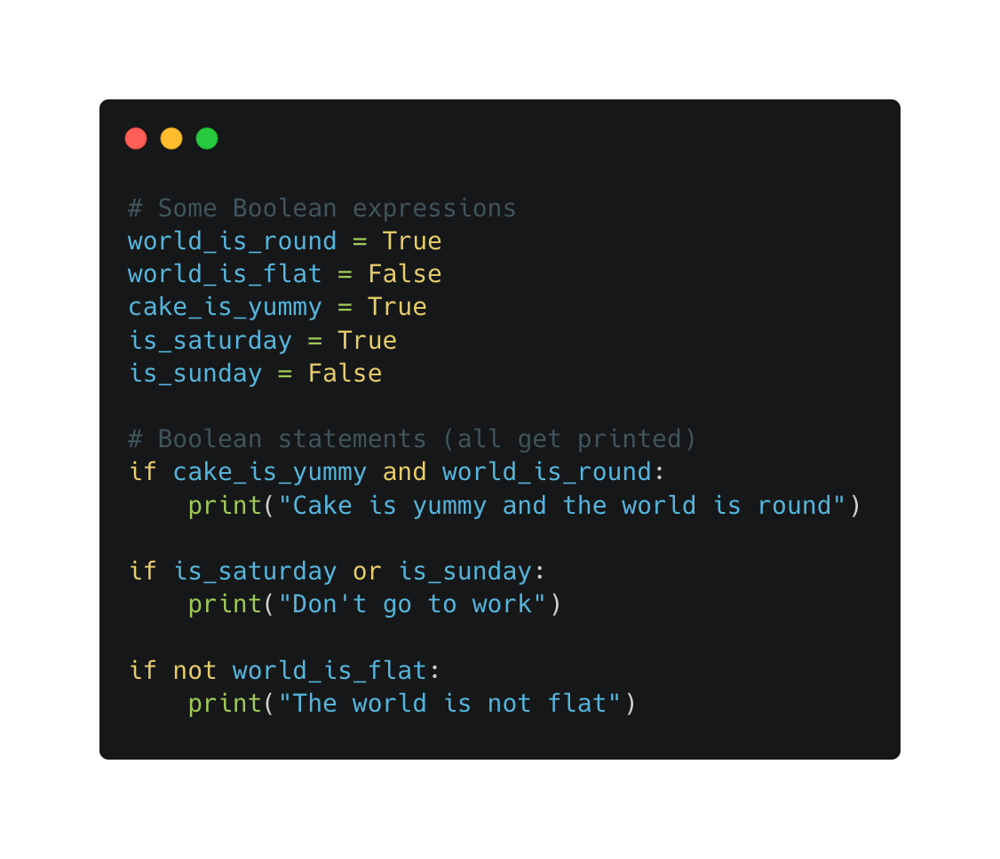 # Some Boolean expressions
world_is_round = True
world_is_flat = False
cake_is_yummy = True
is_saturday = True
is_sunday = False

# Boolean statements (all get printed)
if cake_is_yummy and world_is_round:
    print("Cake is yummy and the world is round")

if is_saturday or is_sunday:
    print("Don't go to work")

if not world_is_flat:
    print("The world is not flat")